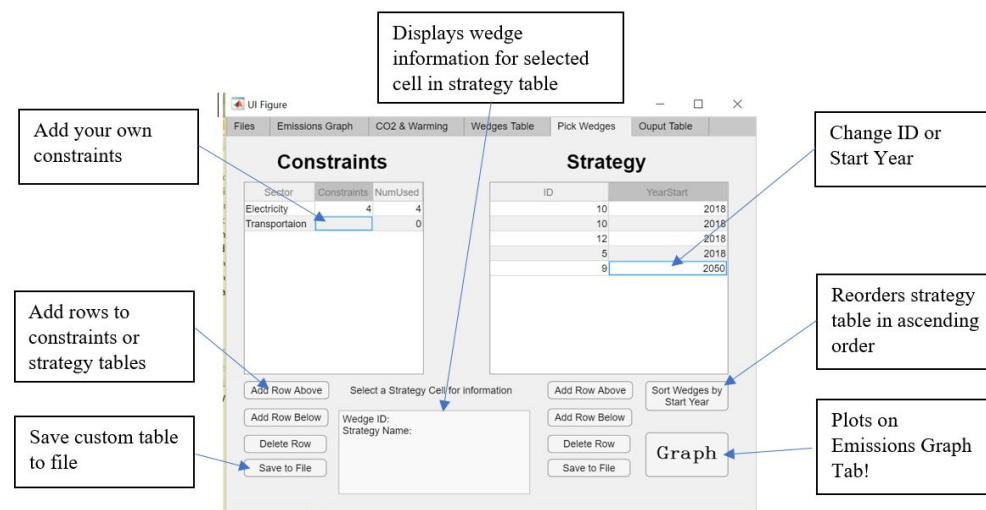 Displays wedge
information for selected
cell in strategy table
Add your own
constraints
Change ID or
Start Year
Add rows to
constraints or
strategy tables
Reorders strategy
table in ascending
order
Save custom table
to file
Plots on
Emissions Graph
Tab!
UI Figure
Files Emissions Graph CO2 & Warming Wedges Table Pick Wedges Ouput Table
Constraints Strategy
Sector Constraints NumUsed ID YearStart
Electricity 4 4 10 2018
Transportaion 0 10 2018
12 2018
5 2018
9 2050
Add Row Above Select a Strategy Cell for information Add Row Above Sort Wedges by
Start Year
Add Row Below Wedge ID: Add Row Below
Strategy Name:
Delete Row Delete Row Graph
Save to File Save to File